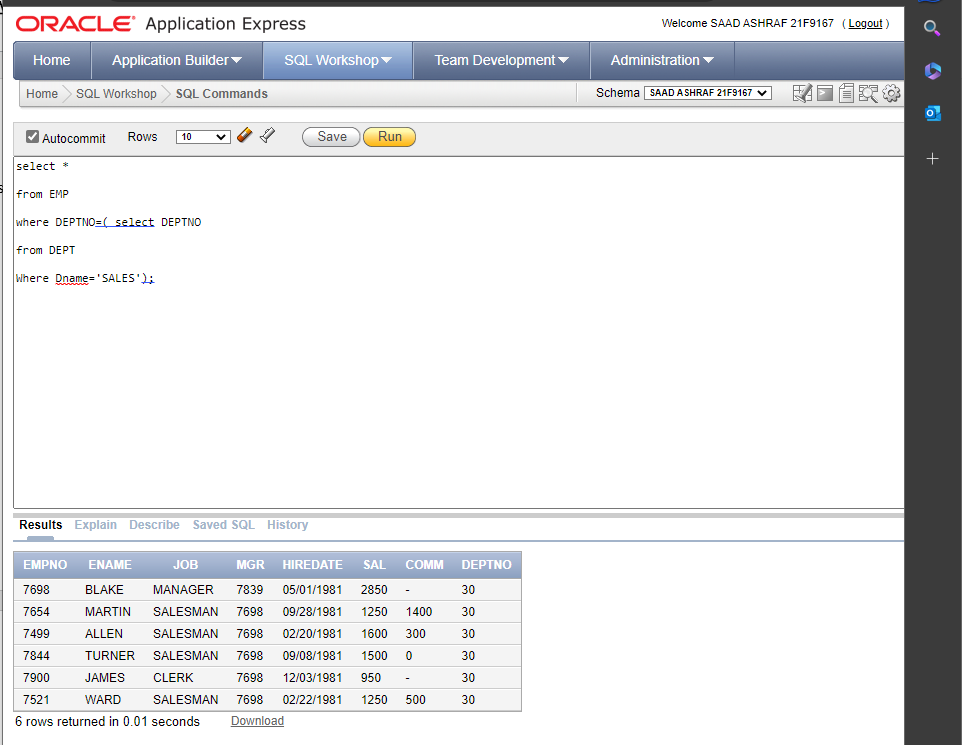 ORACLE® Application Express
Welcome SAAD ASHRAF 21F9167 ( Logout )
Home Application Builder SQL Workshop Team Development Administration
Home SQL Workshop SQL Commands Schema SAAD ASHRAF 21F9167
Autocommit Rows 10 Save Run
select *
from EMP
where DEPTNO=( select DEPTNO
from DEPT
Where Dname='SALES');
Results Explain Describe Saved SQL History
EMPNO ENAME JOB MGR HIREDATE SAL COMM DEPTNO
7698 BLAKE MANAGER 7839 05/01/1981 2850 - 30
7654 MARTIN SALESMAN 7698 09/28/1981 1250 1400 30
7499 ALLEN SALESMAN 7698 02/20/1981 1600 300 30
7844 TURNER SALESMAN 7698 09/08/1981 1500 0 30
7900 JAMES CLERK 7698 12/03/1981 950 - 30
7521 WARD SALESMAN 7698 02/22/1981 1250 500 30
6 rows returned in 0.01 seconds Download